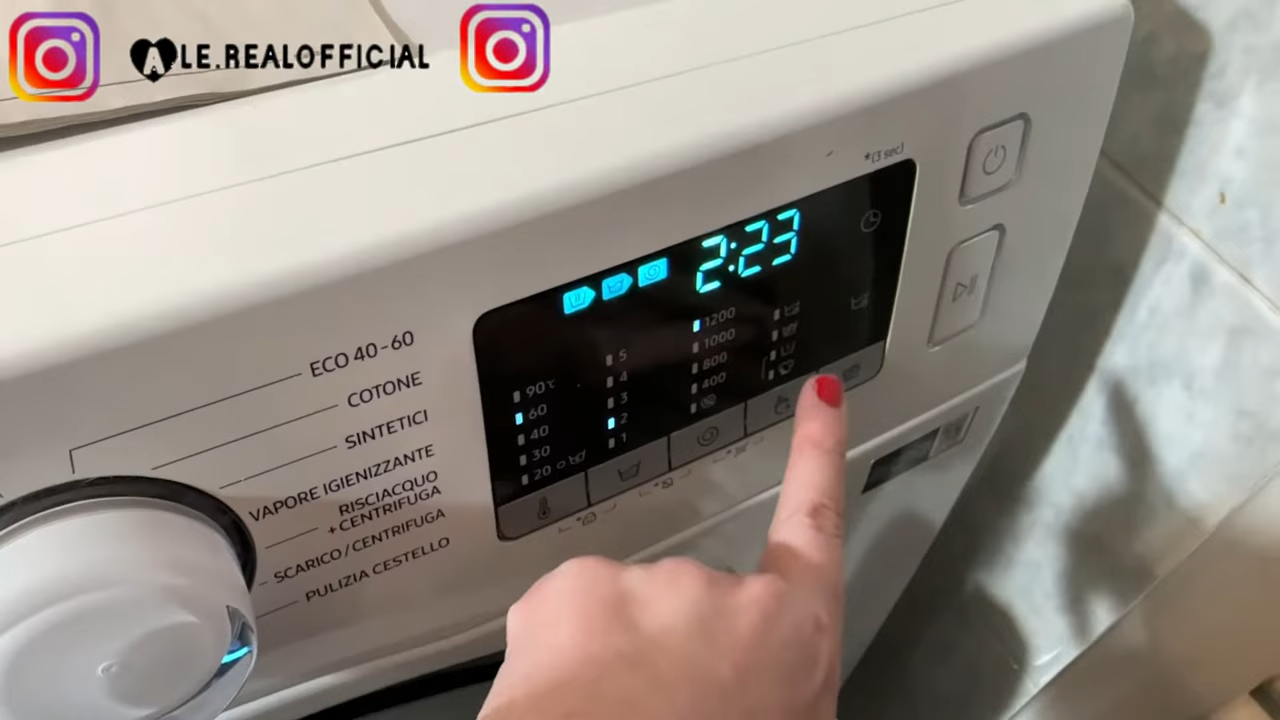 ALE.REALOFFICIAL
*(3 sec)
2:23
ECO 40-60
COTONE
SINTETICI
VAPORE IGIENIZZANTE
RISCIACQUO
+CENTRIFUGA
SCARICO/CENTRIFUGA
PULIZIA CESTELLO
90°C
60
40
30
20
5
4
3
2
1
1200
1000
800
400